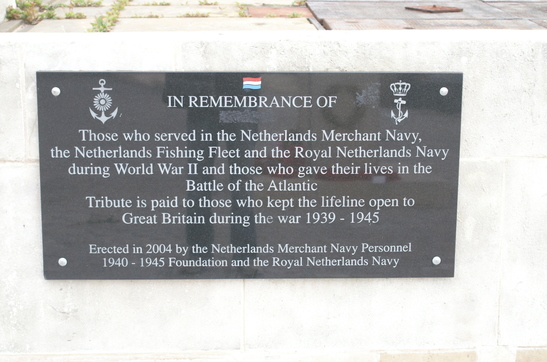 IN REMEMBRANCE OF
Those who served in the Netherlands Merchant Navy,
the Netherlands Fishing Fleet and the Royal Netherlands Navy
during World War II and those who gave their lives in the
Battle of the Atlantic
Tribute is paid to those who kept the lifeline open to
Great Britain during the war 1939 - 1945
Erected in 2004 by the Netherlands Merchant Navy Personnel
1940 - 1945 Foundation and the Royal Netherlands Navy